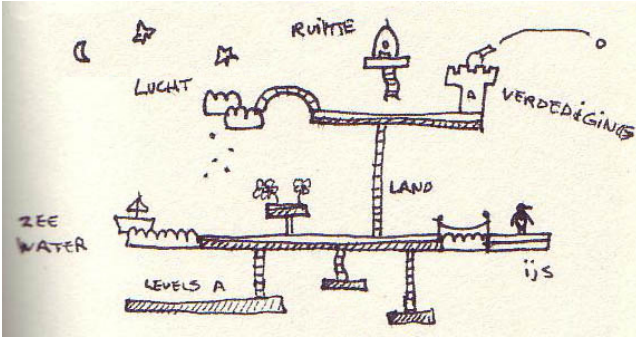 RUIMTE
LUCHT
A
VERDEDIGING
LAND
ZEE
WATER
ijs
LEVELS A